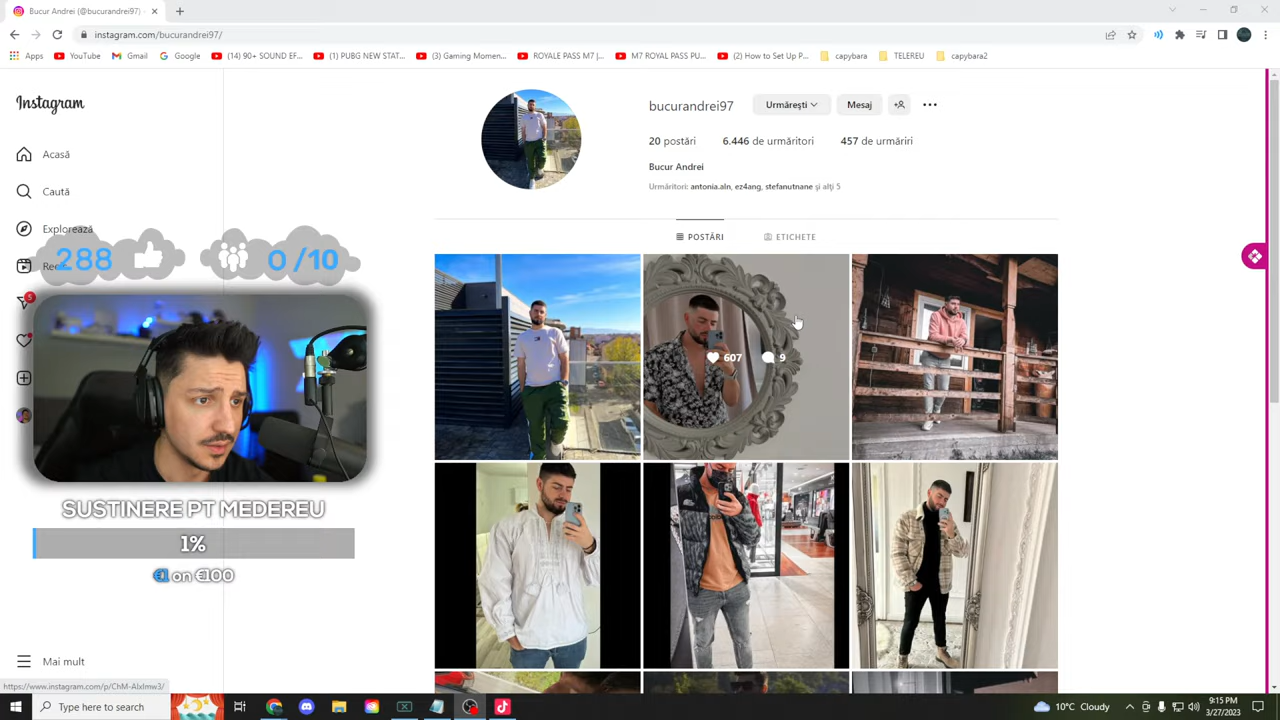 Bucur Andrei (@bucurandrei97) •
instagram.com/bucurandrei97/
Apps
YouTube
Gmail
Google
(14) 90+ SOUND EF...
(1) PUBG NEW STAT...
(3) Gaming Momen...
ROYALE PASS M7 |...
M7 ROYAL PASS PU...
(2) How to Set Up P...
capybara
TELEREU
capybara2
Instagram
Acasă
Caută
Explorează
5
Mai mult
288
0 /10
SUSȚINERE PT MEDEREU
1%
€1 on €100
bucurandrei97
Urmărești
Mesaj
20 postări
6.446 de urmăritori
457 de urmăriri
Bucur Andrei
Urmăritori: antonia.aln, ez4ang, stefanutnane și alți 5
POSTĂRI
ETICHETE
607
9
https://www.instagram.com/p/ChM-AlxImw3/
Type here to search
10°C Cloudy
9:15 PM
3/27/2023